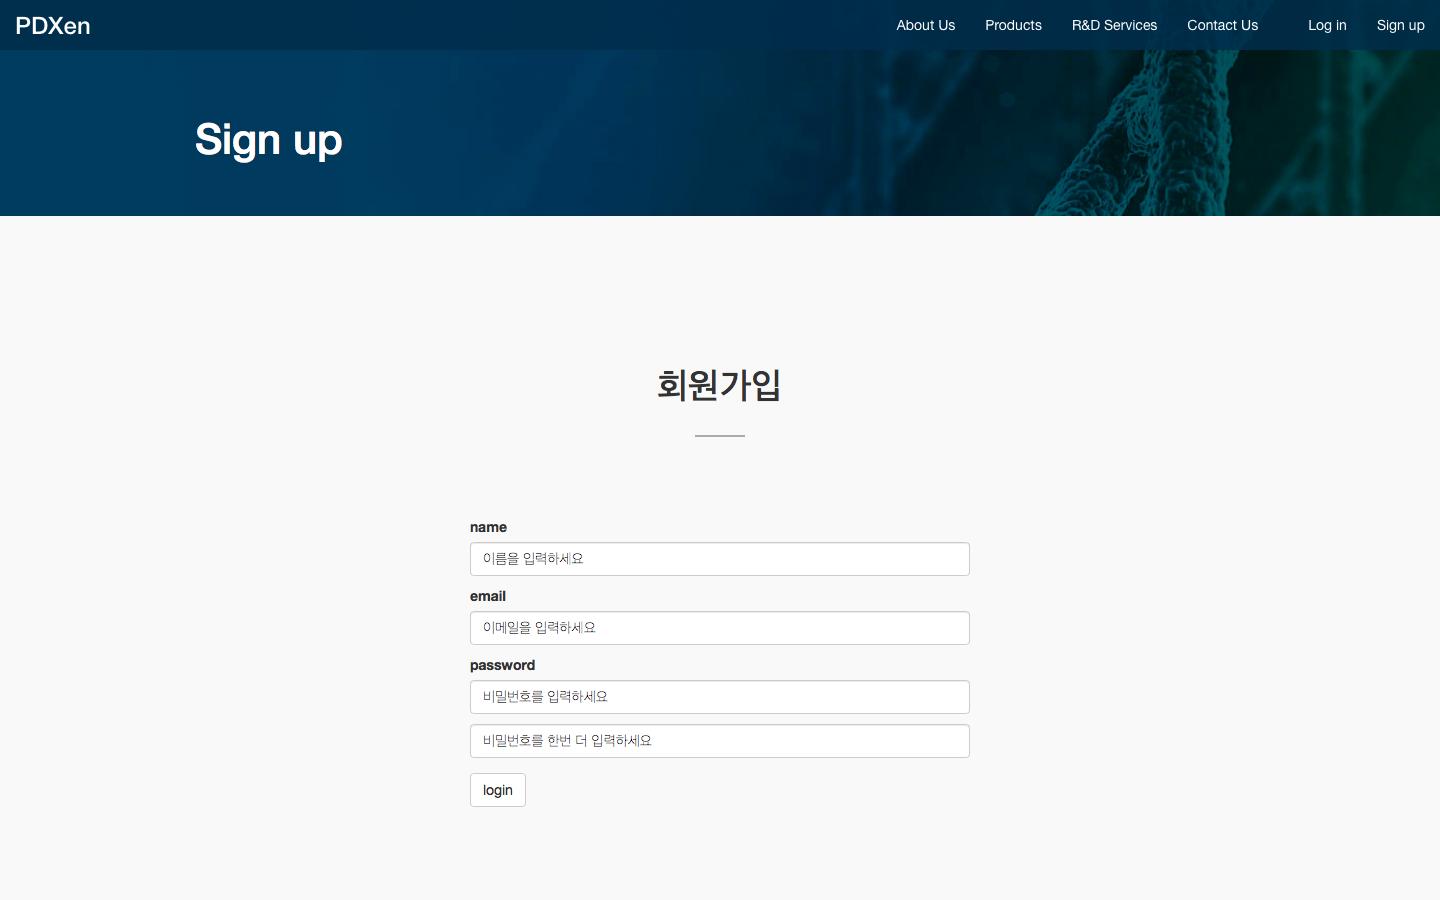 PDXen
About Us
Products
R&D Services
Contact Us
Log in
Sign up
Sign up
회원가입
name
이름을 입력하세요
email
이메일을 입력하세요
password
비밀번호를 입력하세요
비밀번호를 한번 더 입력하세요
login